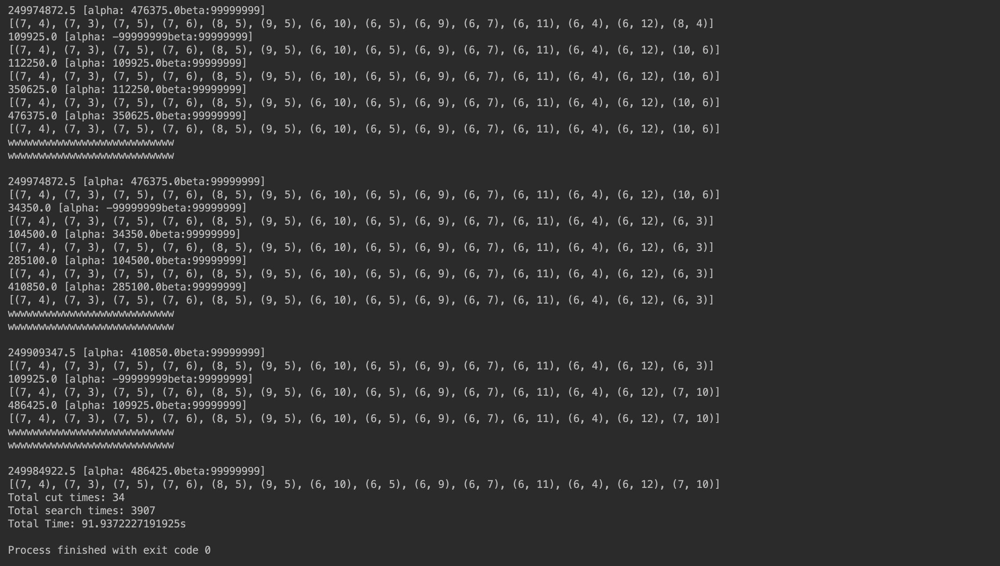 249974872.5 [alpha: 476375.0beta:99999999]
[(7, 4), (7, 3), (7, 5), (7, 6), (8, 5), (9, 5), (6, 10), (6, 5), (6, 9), (6, 7), (6, 11), (6, 4), (6, 12), (8, 4)]
109925.0 [alpha: -99999999beta:99999999]
[(7, 4), (7, 3), (7, 5), (7, 6), (8, 5), (9, 5), (6, 10), (6, 5), (6, 9), (6, 7), (6, 11), (6, 4), (6, 12), (10, 6)]
112250.0 [alpha: 109925.0beta:99999999]
[(7, 4), (7, 3), (7, 5), (7, 6), (8, 5), (9, 5), (6, 10), (6, 5), (6, 9), (6, 7), (6, 11), (6, 4), (6, 12), (10, 6)]
350625.0 [alpha: 112250.0beta:99999999]
[(7, 4), (7, 3), (7, 5), (7, 6), (8, 5), (9, 5), (6, 10), (6, 5), (6, 9), (6, 7), (6, 11), (6, 4), (6, 12), (10, 6)]
476375.0 [alpha: 350625.0beta:99999999]
[(7, 4), (7, 3), (7, 5), (7, 6), (8, 5), (9, 5), (6, 10), (6, 5), (6, 9), (6, 7), (6, 11), (6, 4), (6, 12), (10, 6)]
wwwwwwwwwwwwwwwwwwwwwwwwwww
wwwwwwwwwwwwwwwwwwwwwwwwwww
249974872.5 [alpha: 476375.0beta:99999999]
[(7, 4), (7, 3), (7, 5), (7, 6), (8, 5), (9, 5), (6, 10), (6, 5), (6, 9), (6, 7), (6, 11), (6, 4), (6, 12), (10, 6)]
34350.0 [alpha: -99999999beta:99999999]
[(7, 4), (7, 3), (7, 5), (7, 6), (8, 5), (9, 5), (6, 10), (6, 5), (6, 9), (6, 7), (6, 11), (6, 4), (6, 12), (6, 3)]
104500.0 [alpha: 34350.0beta:99999999]
[(7, 4), (7, 3), (7, 5), (7, 6), (8, 5), (9, 5), (6, 10), (6, 5), (6, 9), (6, 7), (6, 11), (6, 4), (6, 12), (6, 3)]
285100.0 [alpha: 104500.0beta:99999999]
[(7, 4), (7, 3), (7, 5), (7, 6), (8, 5), (9, 5), (6, 10), (6, 5), (6, 9), (6, 7), (6, 11), (6, 4), (6, 12), (6, 3)]
410850.0 [alpha: 285100.0beta:99999999]
[(7, 4), (7, 3), (7, 5), (7, 6), (8, 5), (9, 5), (6, 10), (6, 5), (6, 9), (6, 7), (6, 11), (6, 4), (6, 12), (6, 3)]
wwwwwwwwwwwwwwwwwwwwwwwwwww
wwwwwwwwwwwwwwwwwwwwwwwwwww
249909347.5 [alpha: 410850.0beta:99999999]
[(7, 4), (7, 3), (7, 5), (7, 6), (8, 5), (9, 5), (6, 10), (6, 5), (6, 9), (6, 7), (6, 11), (6, 4), (6, 12), (6, 3)]
109925.0 [alpha: -99999999beta:99999999]
[(7, 4), (7, 3), (7, 5), (7, 6), (8, 5), (9, 5), (6, 10), (6, 5), (6, 9), (6, 7), (6, 11), (6, 4), (6, 12), (7, 10)]
486425.0 [alpha: 109925.0beta:99999999]
[(7, 4), (7, 3), (7, 5), (7, 6), (8, 5), (9, 5), (6, 10), (6, 5), (6, 9), (6, 7), (6, 11), (6, 4), (6, 12), (7, 10)]
wwwwwwwwwwwwwwwwwwwwwwwwwww
wwwwwwwwwwwwwwwwwwwwwwwwwww
249984922.5 [alpha: 486425.0beta:99999999]
[(7, 4), (7, 3), (7, 5), (7, 6), (8, 5), (9, 5), (6, 10), (6, 5), (6, 9), (6, 7), (6, 11), (6, 4), (6, 12), (7, 10)]
Total cut times: 34
Total search times: 3907
Total Time: 91.9372227191925s
Process finished with exit code 0